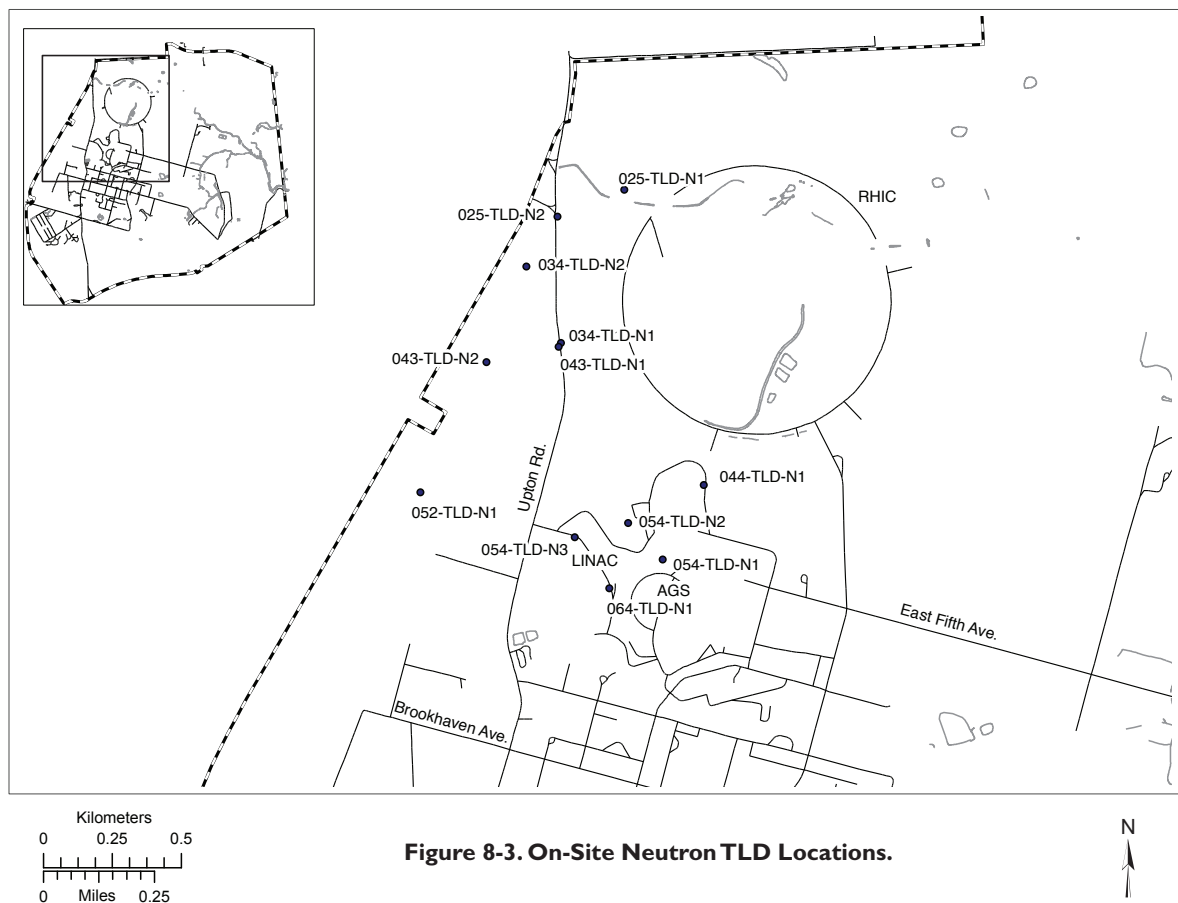 025-TLD-N1
RHIC
025-TLD-N2
034-TLD-N2
034-TLD-N1
043-TLD-N2
043-TLD-N1
Upton Rd.
044-TLD-N1
052-TLD-N1
054-TLD-N2
054-TLD-N3
LINAC
054-TLD-N1
AGS
064-TLD-N1
East Fifth Ave.
Brookhaven Ave.
Kilometers
0 0.25 0.5
0 Miles 0.25
Figure 8-3. On-Site Neutron TLD Locations.
N